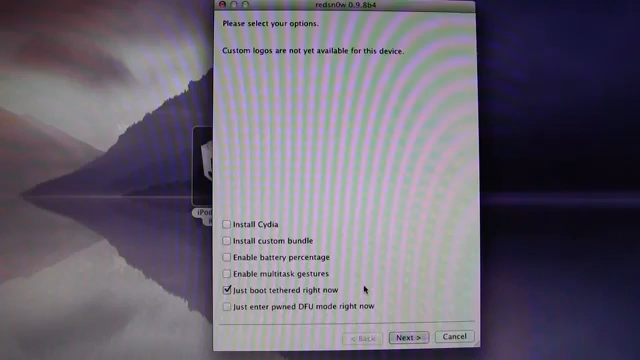 redsn0w 0.9.8b4
Please select your options.
Custom logos are not yet available for this device.
Install Cydia
Install custom bundle
Enable battery percentage
Enable multitask gestures
Just boot tethered right now
Just enter pwned DFU mode right now
< Back
Next >
Cancel
iPod